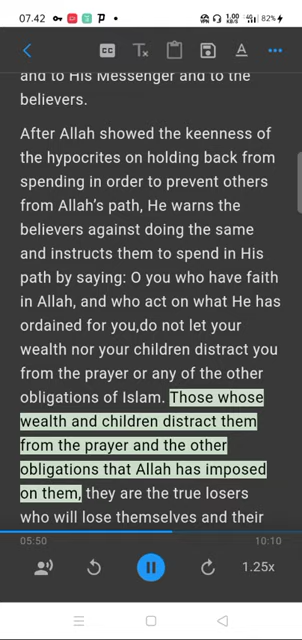 07.42
VPN 1.00 KB/S 4G 82%
CC T A
and to His Messenger and to the
believers.
After Allah showed the keenness of
the hypocrites on holding back from
spending in order to prevent others
from Allah's path, He warns the
believers against doing the same
and instructs them to spend in His
path by saying: O you who have faith
in Allah, and who act on what He has
ordained for you,do not let your
wealth nor your children distract you
from the prayer or any of the other
obligations of Islam. Those whose
wealth and children distract them
from the prayer and the other
obligations that Allah has imposed
on them, they are the true losers
who will lose themselves and their
05:50 10:10
1.25x